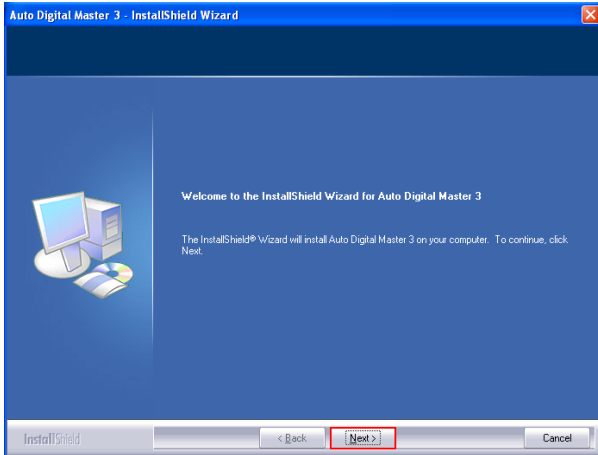 Auto Digital Master 3 - InstallShield Wizard
Welcome to the InstallShield Wizard for Auto Digital Master 3
The InstallShield® Wizard will install Auto Digital Master 3 on your computer. To continue, click
Next.
InstallShield
< Back Next > Cancel